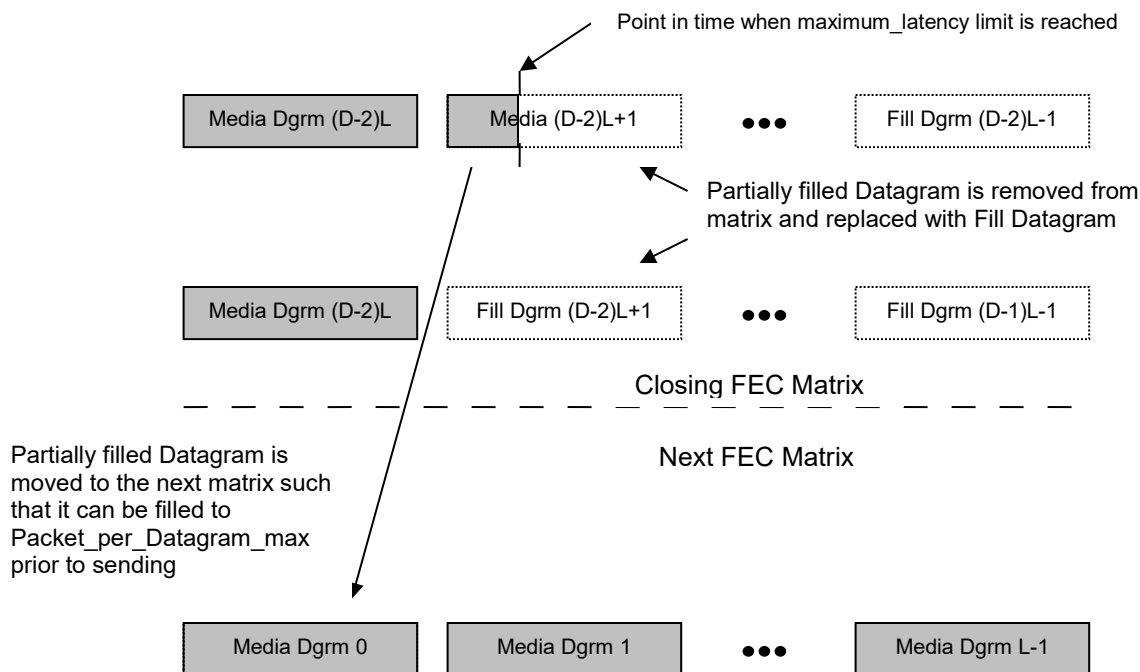 Point in time when maximum_latency limit is reached
Media Dgrm (D-2)L
Media (D-2)L+1
•••
Fill Dgrm (D-2)L-1
Partially filled Datagram is removed from
matrix and replaced with Fill Datagram
Media Dgrm (D-2)L
Fill Dgrm (D-2)L+1
•••
Fill Dgrm (D-1)L-1
Closing FEC Matrix
Next FEC Matrix
Partially filled Datagram is
moved to the next matrix such
that it can be filled to
Packet_per_Datagram_max
prior to sending
Media Dgrm 0
Media Dgrm 1
•••
Media Dgrm L-1